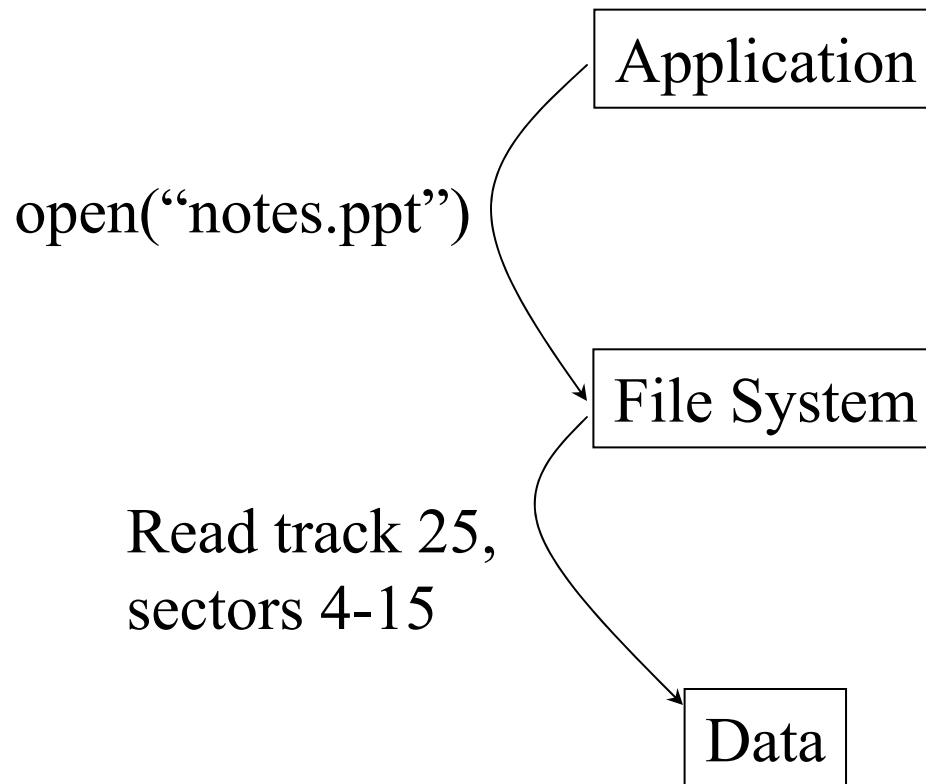 Application
open(“notes.ppt”)
File System
Read track 25,
sectors 4-15
Data